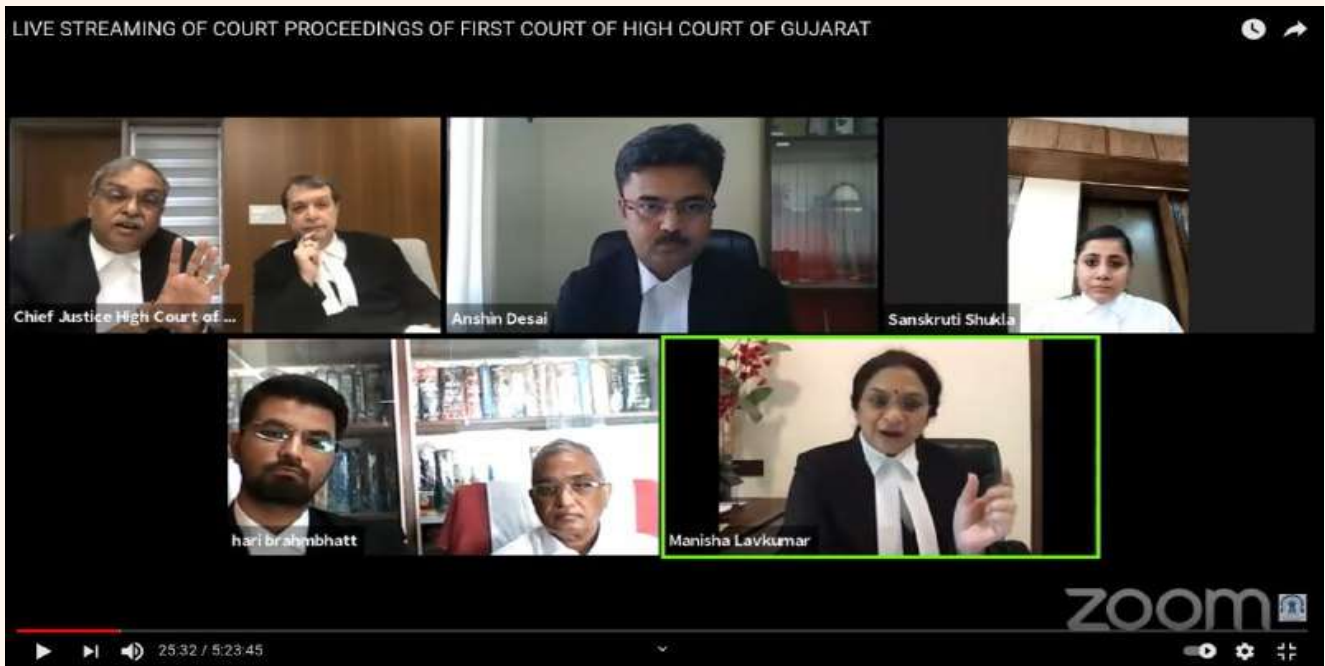 LIVE STREAMING OF COURT PROCEEDINGS OF FIRST COURT OF HIGH COURT OF GUJARAT
Chief Justice High Court of ...
Anshin Desai
Sanskruti Shukla
hari brahmbhatt
Manisha Lavkumar
zoom
25:32 / 5:23:45